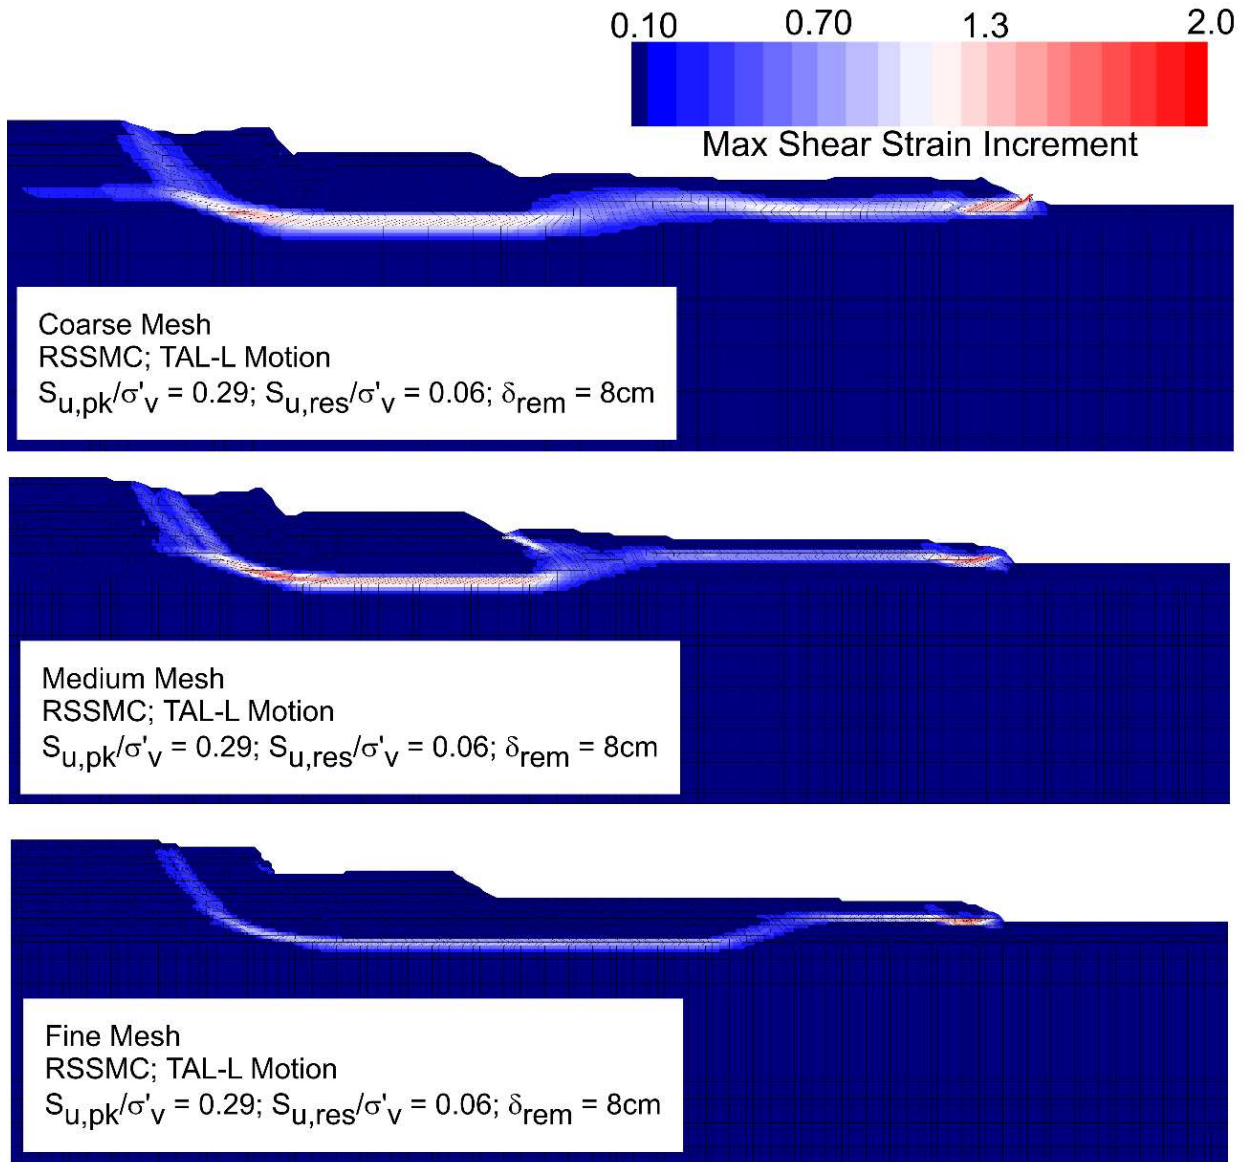 0.10 0.70 1.3 2.0
Max Shear Strain Increment
Coarse Mesh
RSSMC; TAL-L Motion
Su,pk/σ'v = 0.29; Su,res/σ'v = 0.06; δrem = 8cm
Medium Mesh
RSSMC; TAL-L Motion
Su,pk/σ'v = 0.29; Su,res/σ'v = 0.06; δrem = 8cm
Fine Mesh
RSSMC; TAL-L Motion
Su,pk/σ'v = 0.29; Su,res/σ'v = 0.06; δrem = 8cm